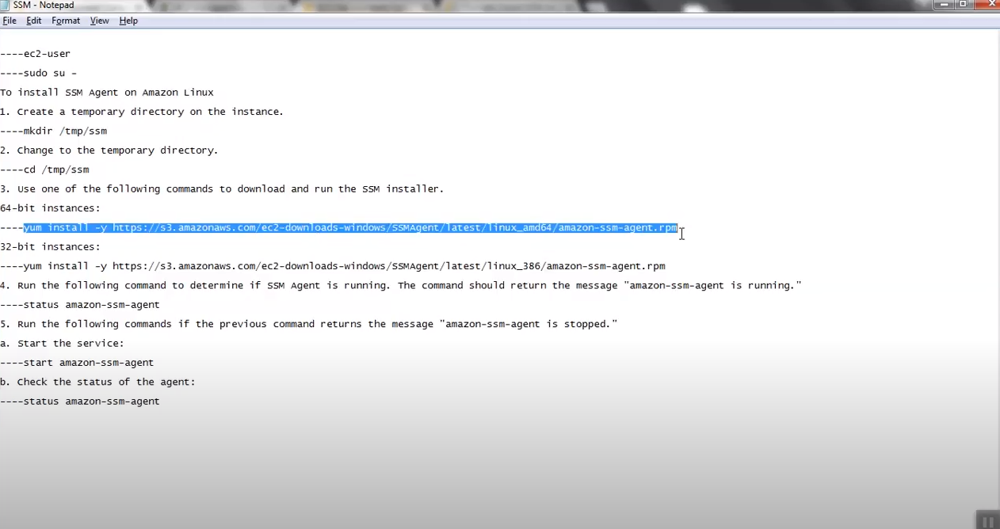 SSM - Notepad
File Edit Format View Help
----ec2-user
----sudo su -
To install SSM Agent on Amazon Linux
1. Create a temporary directory on the instance.
----mkdir /tmp/ssm
2. Change to the temporary directory.
----cd /tmp/ssm
3. Use one of the following commands to download and run the SSM installer.
64-bit instances:
----yum install -y https://s3.amazonaws.com/ec2-downloads-windows/SSMAgent/latest/linux_amd64/amazon-ssm-agent.rpm
32-bit instances:
----yum install -y https://s3.amazonaws.com/ec2-downloads-windows/SSMAgent/latest/linux_386/amazon-ssm-agent.rpm
4. Run the following command to determine if SSM Agent is running. The command should return the message "amazon-ssm-agent is running."
----status amazon-ssm-agent
5. Run the following commands if the previous command returns the message "amazon-ssm-agent is stopped."
a. Start the service:
----start amazon-ssm-agent
b. Check the status of the agent:
----status amazon-ssm-agent